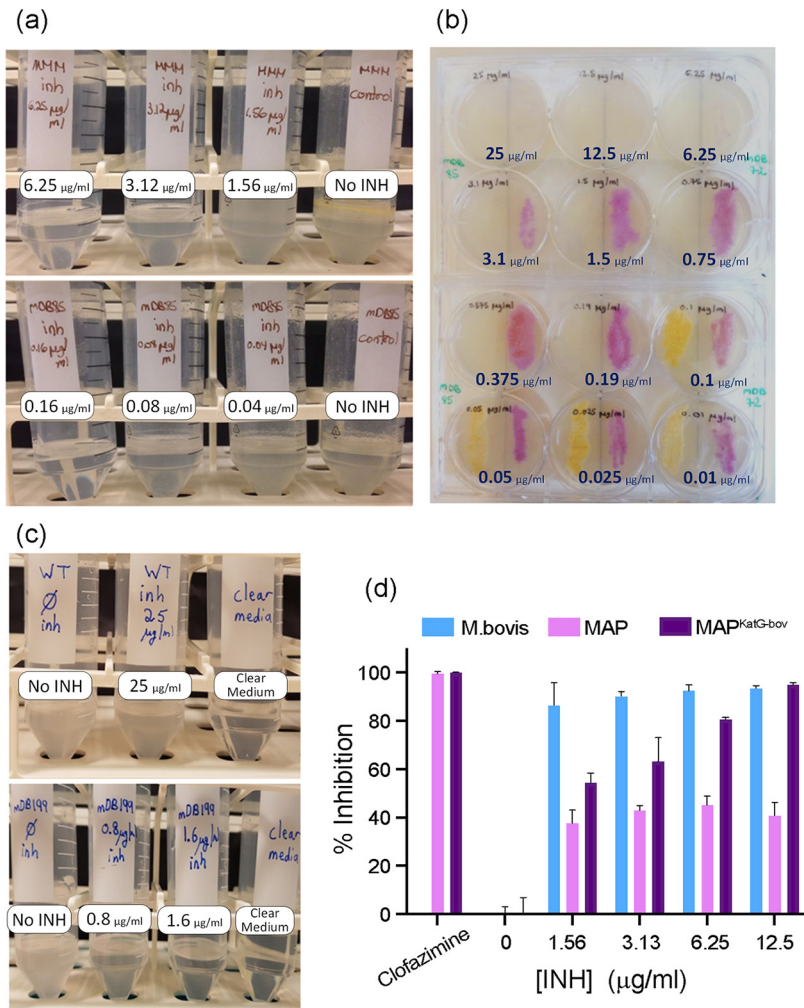 (a)
MMM
inh
6.25 µg/
ml
MMM
inh
3.12 µg/
ml
MMM
inh
1.56 µg/
ml
MMM
control
6.25 µg/ml
3.12 µg/ml
1.56 µg/ml
No INH
mDB85
inh
0.16 µg/
ml
mDB85
inh
0.08 µg/
ml
mDB85
inh
0.04 µg/
ml
mDB85
control
0.16 µg/ml
0.08 µg/ml
0.04 µg/ml
No INH
(b)
25 µg/ml
12.5 µg/ml
6.25 µg/ml
25 µg/ml
12.5 µg/ml
6.25 µg/ml
mDB
85
mDB
72
3.1 µg/ml
1.5 µg/ml
0.75 µg/ml
3.1 µg/ml
1.5 µg/ml
0.75 µg/ml
0.375 µg/ml
0.19 µg/ml
0.1 µg/ml
0.375 µg/ml
0.19 µg/ml
0.1 µg/ml
mDB
85
mDB
72
0.05 µg/ml
0.025 µg/ml
0.05 µg/ml
0.025 µg/ml
0.01 µg/ml
(c)
WT
Ø
inh
WT
inh
25
µg/ml
clear
media
No INH
25 µg/ml
Clear
Medium
mDB199
Ø
inh
mDB199
0.8µg/ml
inh
mDB199
1.6µg/ml
inh
clear
media
No INH
0.8 µg/ml
1.6 µg/ml
Clear
Medium
(d)
M.bovis
MAP
MAPKatG-bov
% Inhibition
100
80
60
40
20
0
Clofazimine
0
1.56
3.13
6.25
12.5
[INH] (µg/ml)